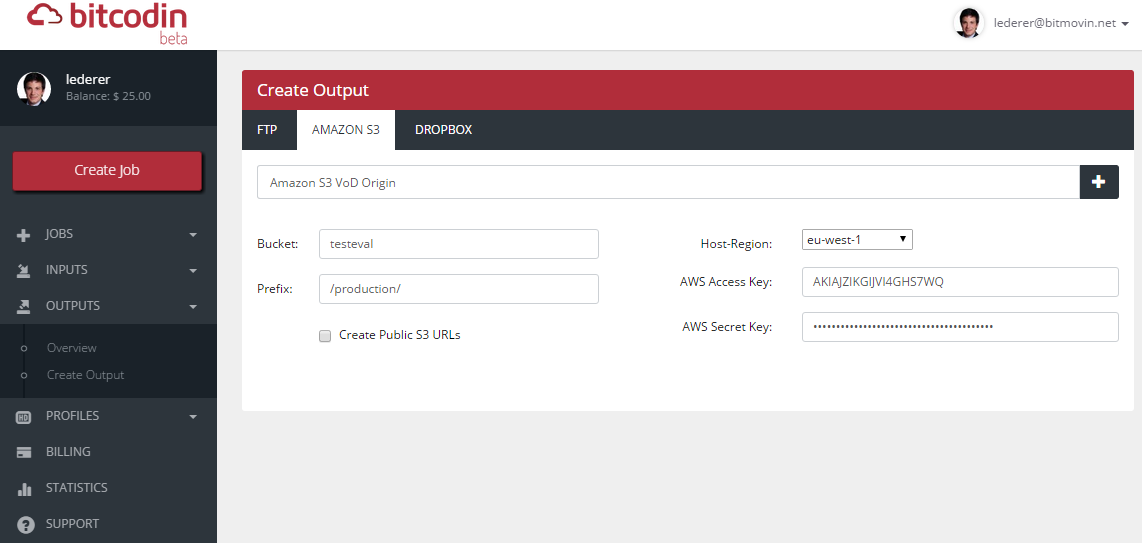 bitcodin
beta
lederer@bitmovin.net
lederer
Balance: $ 25.00
Create Job
JOBS
INPUTS
OUTPUTS
Overview
Create Output
HD PROFILES
BILLING
STATISTICS
? SUPPORT
Create Output
FTP AMAZON S3 DROPBOX
Amazon S3 VoD Origin
Bucket: testeval
Host-Region: eu-west-1
Prefix: /production/
AWS Access Key: AKIAJZIKGIJVI4GHS7WQ
Create Public S3 URLs
AWS Secret Key: ••••••••••••••••••••••••••••••••••••••••